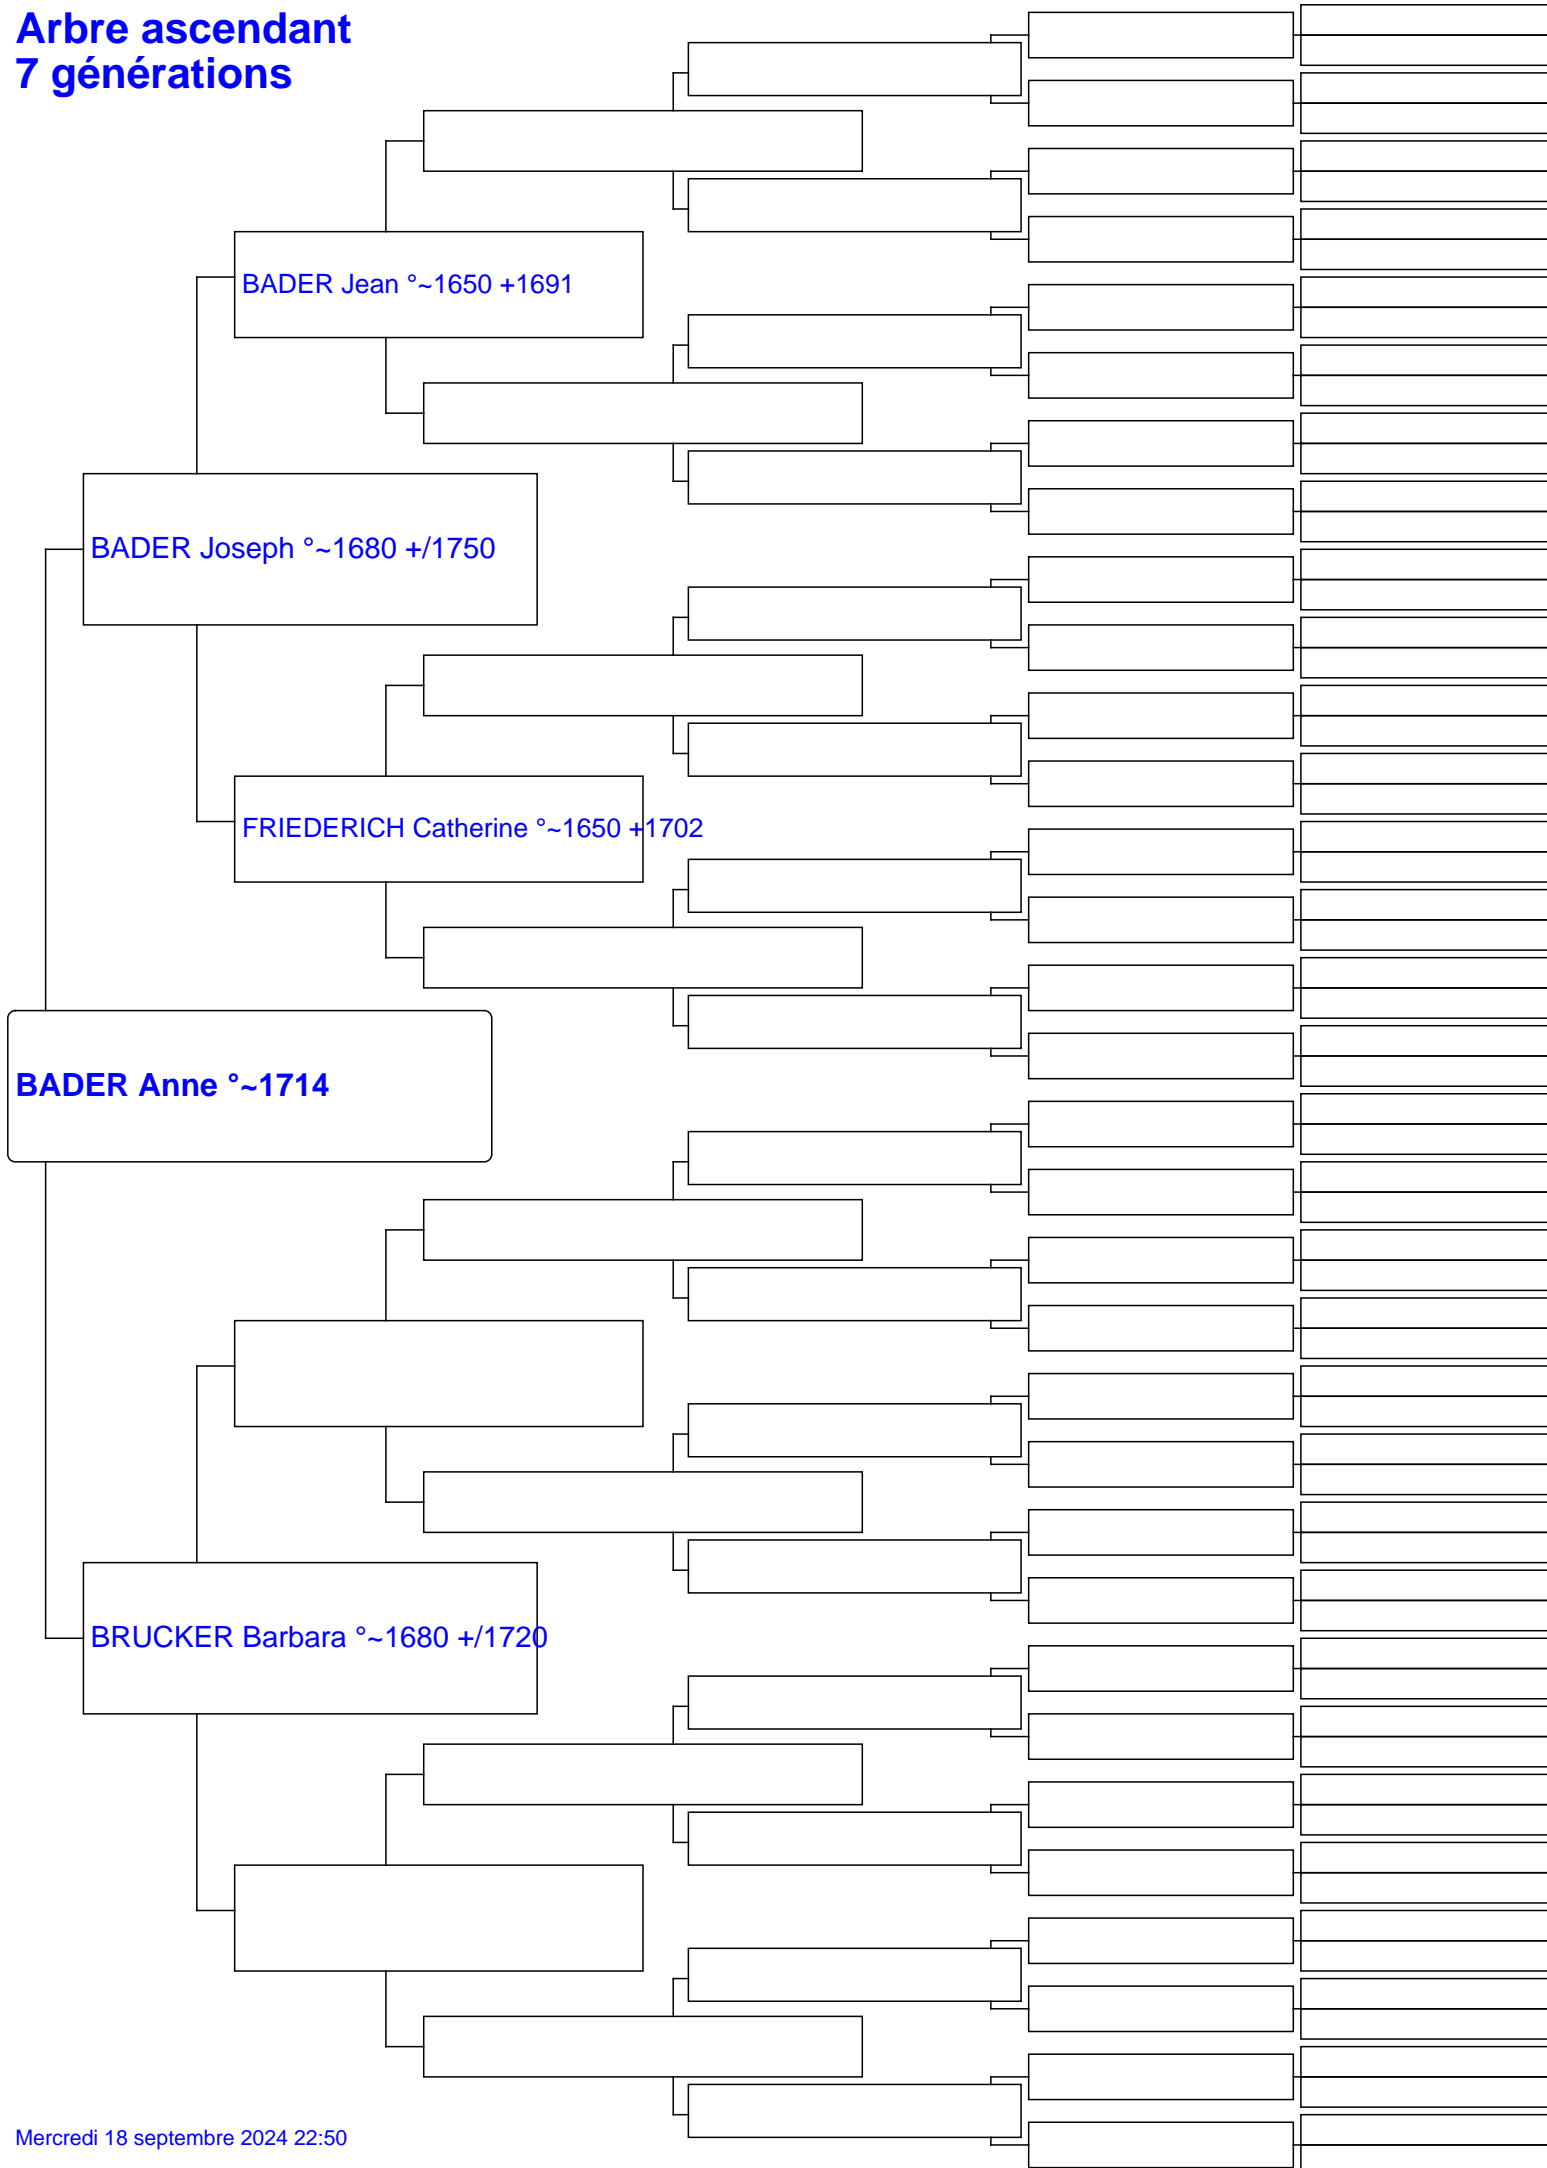 Arbre ascendant
7 générations
BADER Jean °~1650 +1691
BADER Joseph °~1680 +/1750
FRIEDERICH Catherine °~1650 +1702
BADER Anne °~1714
BRUCKER Barbara °~1680 +/1720
Mercredi 18 septembre 2024 22:50